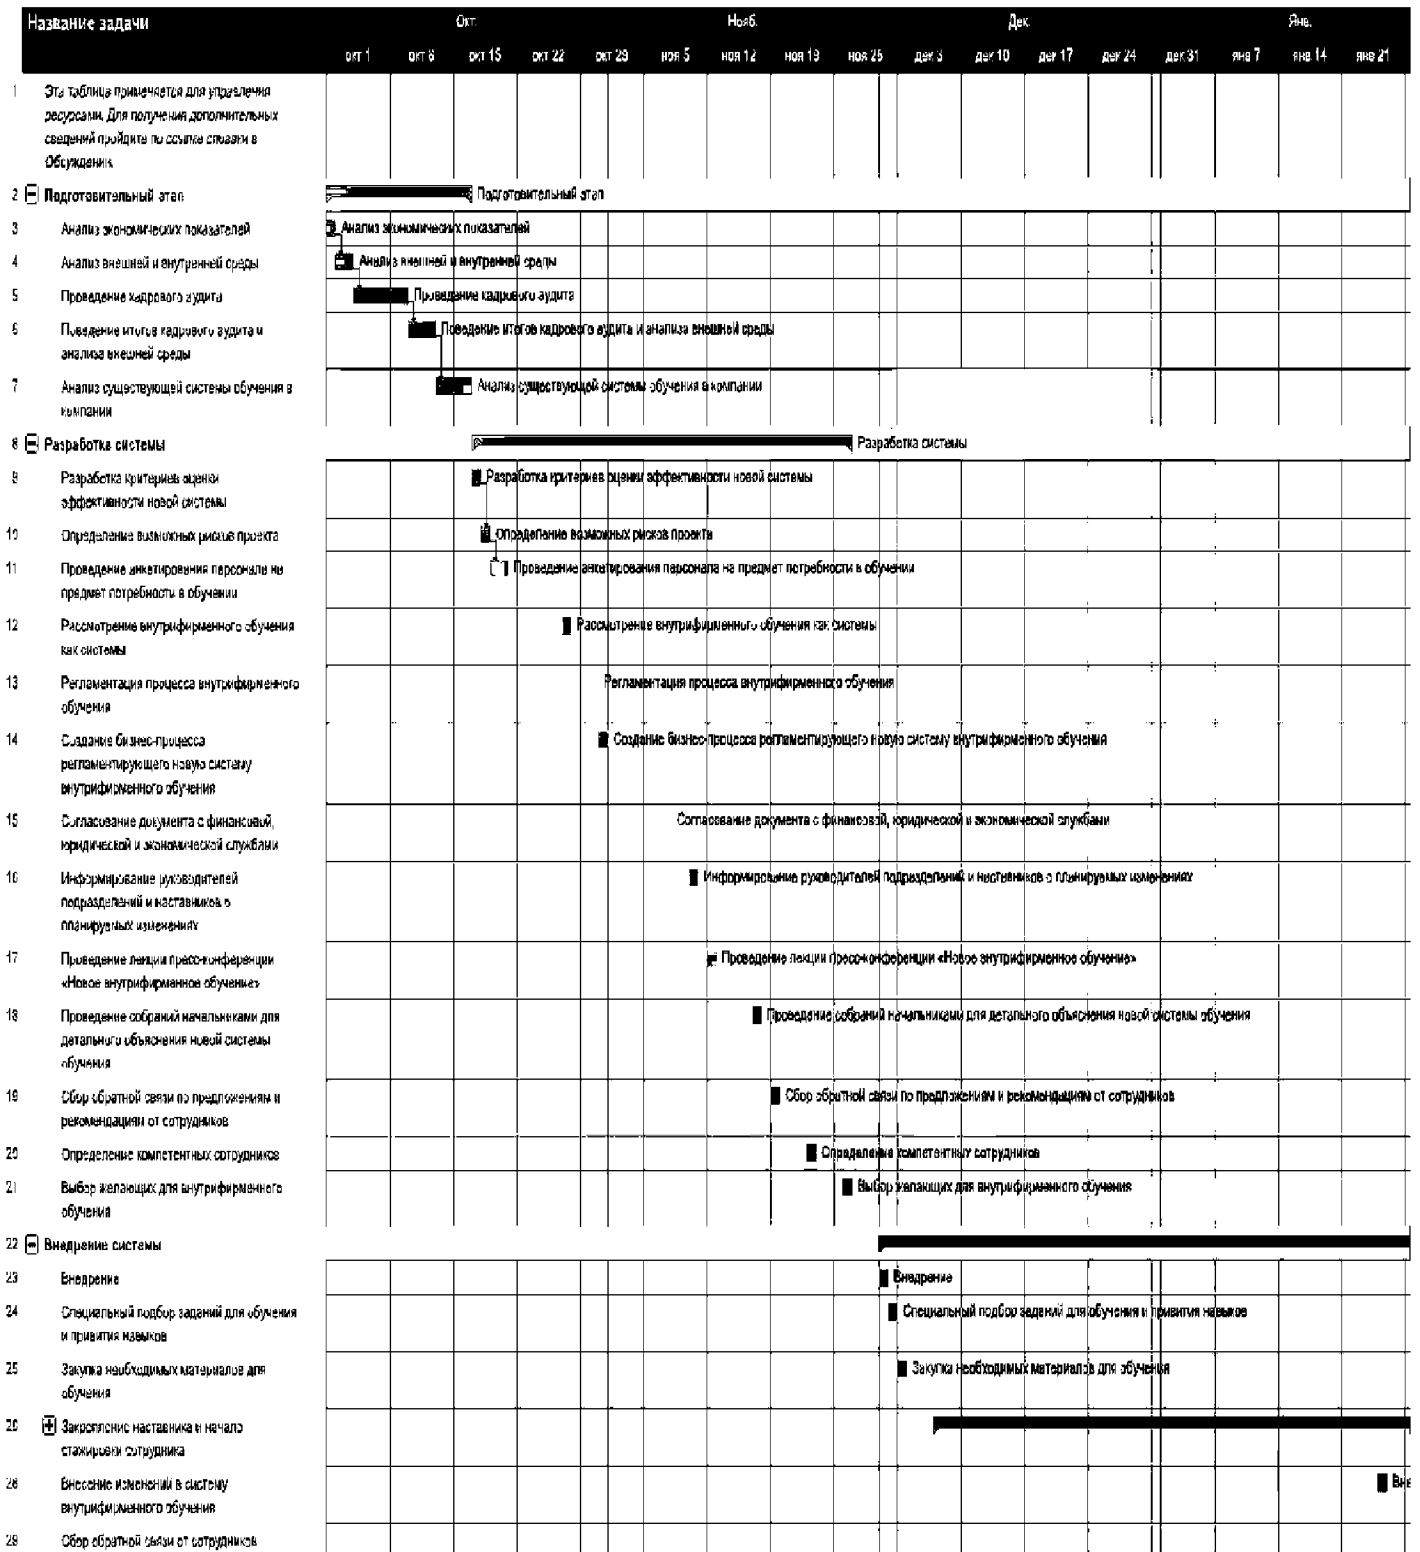 Название задачи
Окт.
Нояб.
Дек.
Янв.
окт 1 окт 8 окт 15 окт 22 окт 29 ноя 5 ноя 12 ноя 19 ноя 26 дек 3 дек 10 дек 17 дек 24 дек 31 янв 7 янв 14 янв 21
1 Эта таблица применяется для управления
ресурсами. Для получения дополнительных
сведений пройдите по ссылке справки в
Обсуждении.
2 Подготовительный этап
Подготовительный этап
3 Анализ экономических показателей
Анализ экономических показателей
4 Анализ внешней и внутренней среды
Анализ внешней и внутренней среды
5 Проведение кадрового аудита
Проведение кадрового аудита
6 Поведение итогов кадрового аудита и
анализа внешней среды
Поведение итогов кадрового аудита и анализа внешней среды
7 Анализ существующей системы обучения в
компании
Анализ существующей системы обучения в компании
8 Разработка системы
Разработка системы
9 Разработка критериев оценки
эффективности новой системы
Разработка критериев оценки эффективности новой системы
10 Определение возможных рисков проекта
Определение возможных рисков проекта
11 Проведение анкетирования персонала на
предмет потребности в обучении
Проведение анкетирования персонала на предмет потребности в обучении
12 Рассмотрение внутрифирменного обучения
как системы
Рассмотрение внутрифирменного обучения как системы
13 Регламентация процесса внутрифирменного
обучения
Регламентация процесса внутрифирменного обучения
14 Создание бизнес-процесса
регламентирующего новую систему
внутрифирменного обучения
Создание бизнес-процесса регламентирующего новую систему внутрифирменного обучения
15 Согласование документа с финансовой,
юридической и экономической службами
Согласование документа с финансовой, юридической и экономической службами
16 Информирование руководителей
подразделений и наставников о
планируемых изменениях
Информирование руководителей подразделений и наставников о планируемых изменениях
17 Проведение лекции пресс-конференции
«Новое внутрифирменное обучение»
Проведение лекции пресс-конференции «Новое внутрифирменное обучение»
18 Проведение собраний начальниками для
детального объяснения новой системы
обучения
Проведение собраний начальниками для детального объяснения новой системы обучения
19 Сбор обратной связи по предложениям и
рекомендациям от сотрудников
Сбор обратной связи по предложениям и рекомендациям от сотрудников
20 Определение компетентных сотрудников
Определение компетентных сотрудников
21 Выбор желающих для внутрифирменного
обучения
Выбор желающих для внутрифирменного обучения
22 Внедрение системы
23 Внедрение
Внедрение
24 Специальный подбор заданий для обучения
и привития навыков
Специальный подбор заданий для обучения и привития навыков
25 Закупка необходимых материалов для
обучения
Закупка необходимых материалов для обучения
26 Закрепление наставника и начало
стажировки сотрудника
28 Внесение изменений в систему
внутрифирменного обучения
Вне
29 Сбор обратной связи от сотрудников